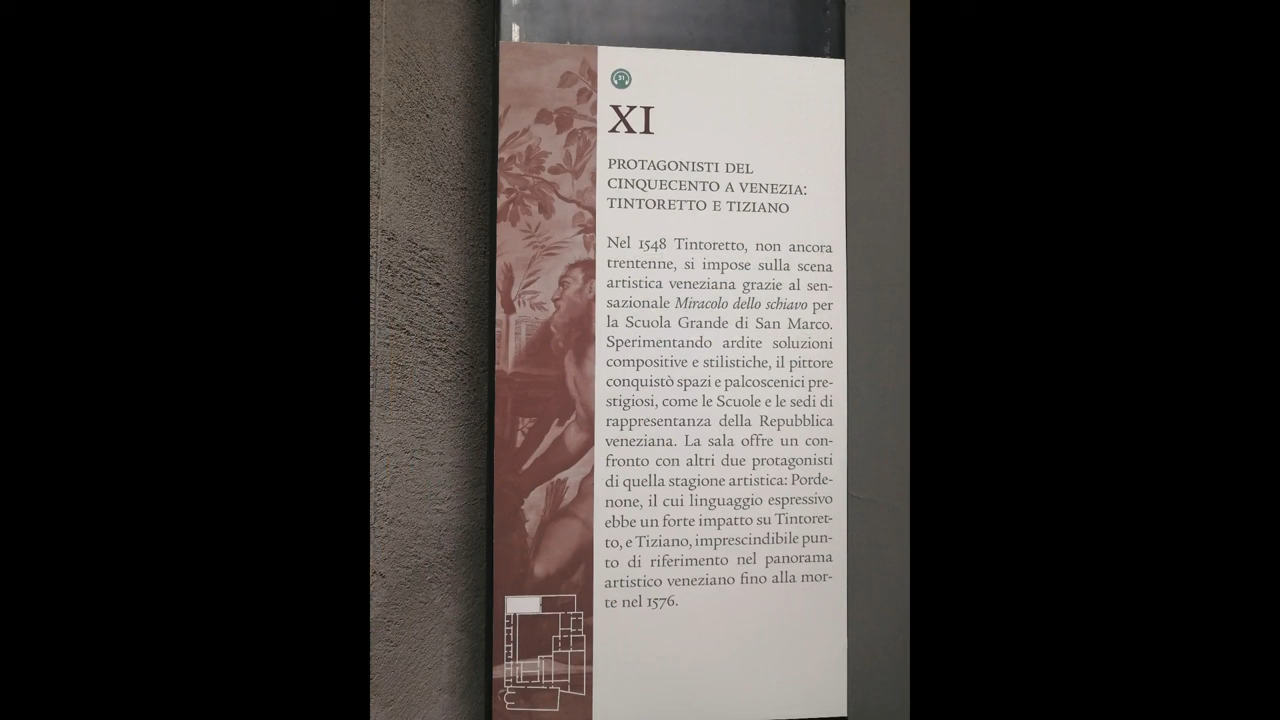 31
XI
PROTAGONISTI DEL
CINQUECENTO A VENEZIA:
TINTORETTO E TIZIANO
Nel 1548 Tintoretto, non ancora
trentenne, si impose sulla scena
artistica veneziana grazie al sen-
sazionale Miracolo dello schiavo per
la Scuola Grande di San Marco.
Sperimentando ardite soluzioni
compositive e stilistiche, il pittore
conquistò spazi e palcoscenici pre-
stigiosi, come le Scuole e le sedi di
rappresentanza della Repubblica
veneziana. La sala offre un con-
fronto con altri due protagonisti
di quella stagione artistica: Porde-
none, il cui linguaggio espressivo
ebbe un forte impatto su Tintoret-
to, e Tiziano, imprescindibile pun-
to di riferimento nel panorama
artistico veneziano fino alla mor-
te nel 1576.